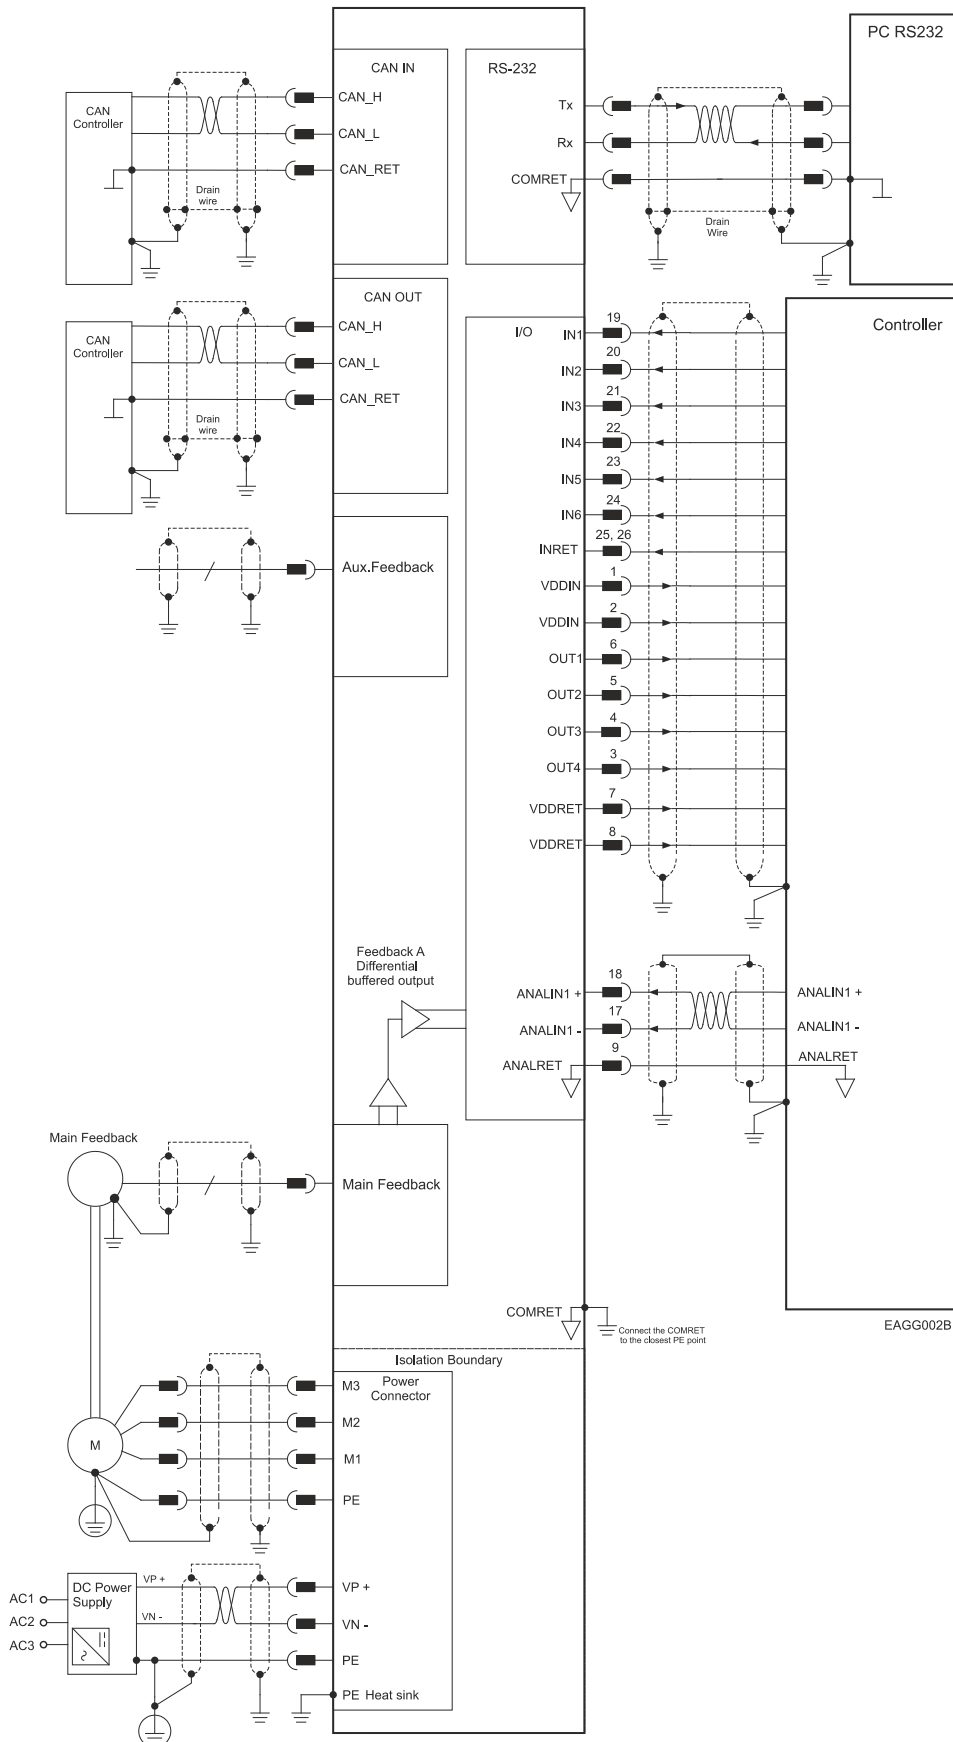 CAN IN
CAN Controller
CAN_H
CAN_L
CAN_RET
Drain
wire
RS-232
Tx
Rx
COMRET
Drain
Wire
PC RS232
CAN OUT
CAN Controller
CAN_H
CAN_L
CAN_RET
Drain
wire
Aux.Feedback
I/O
Controller
IN1 19
IN2 20
IN3 21
IN4 22
IN5 23
IN6 24
INRET 25, 26
VDDIN 1
VDDIN 2
OUT1 6
OUT2 5
OUT3 4
OUT4 3
VDDRET 7
VDDRET 8
Feedback A
Differential
buffered output
ANALIN1 + 18 ANALIN1 +
ANALIN1 - 17 ANALIN1 -
ANALRET 9 ANALRET
Main Feedback
Main Feedback
COMRET
Connect the COMRET
to the closest PE point
EAGG002B
Isolation Boundary
Power
Connector
M3
M2
M1
PE
M
DC Power
Supply
AC1
AC2
AC3
VP +
VN -
~
VP +
VN -
PE
PE Heat sink